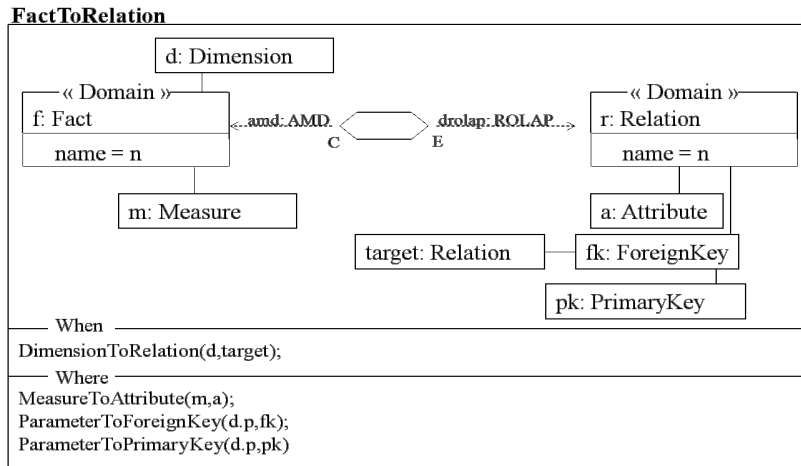 FactToRelation
d: Dimension
« Domain »
f: Fact
name = n
m: Measure
amd: AMD
C
drolap: ROLAP
E
« Domain »
r: Relation
name = n
a: Attribute
target: Relation
fk: ForeignKey
pk: PrimaryKey
When
DimensionToRelation(d,target);
Where
MeasureToAttribute(m,a);
ParameterToForeignKey(d.p,fk);
ParameterToPrimaryKey(d.p,pk)